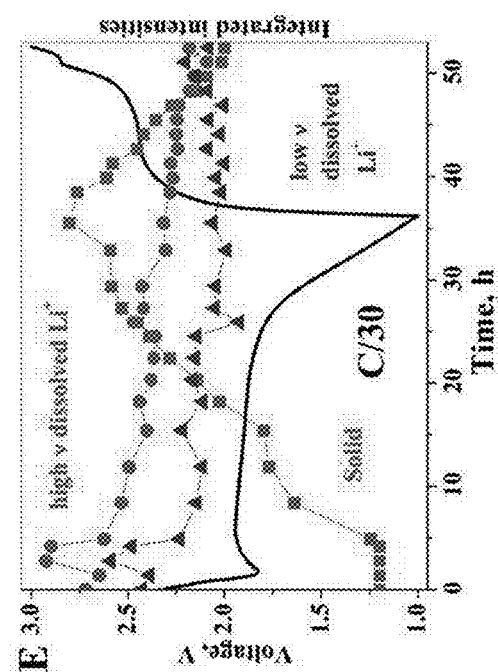 E
3.0
2.5
2.0
1.5
1.0
Voltage, V
high ν dissolved Li⁺
low ν
dissolved
Li⁺
Solid
C/30
Integrated intensities
0
10
20
30
40
50
Time, h